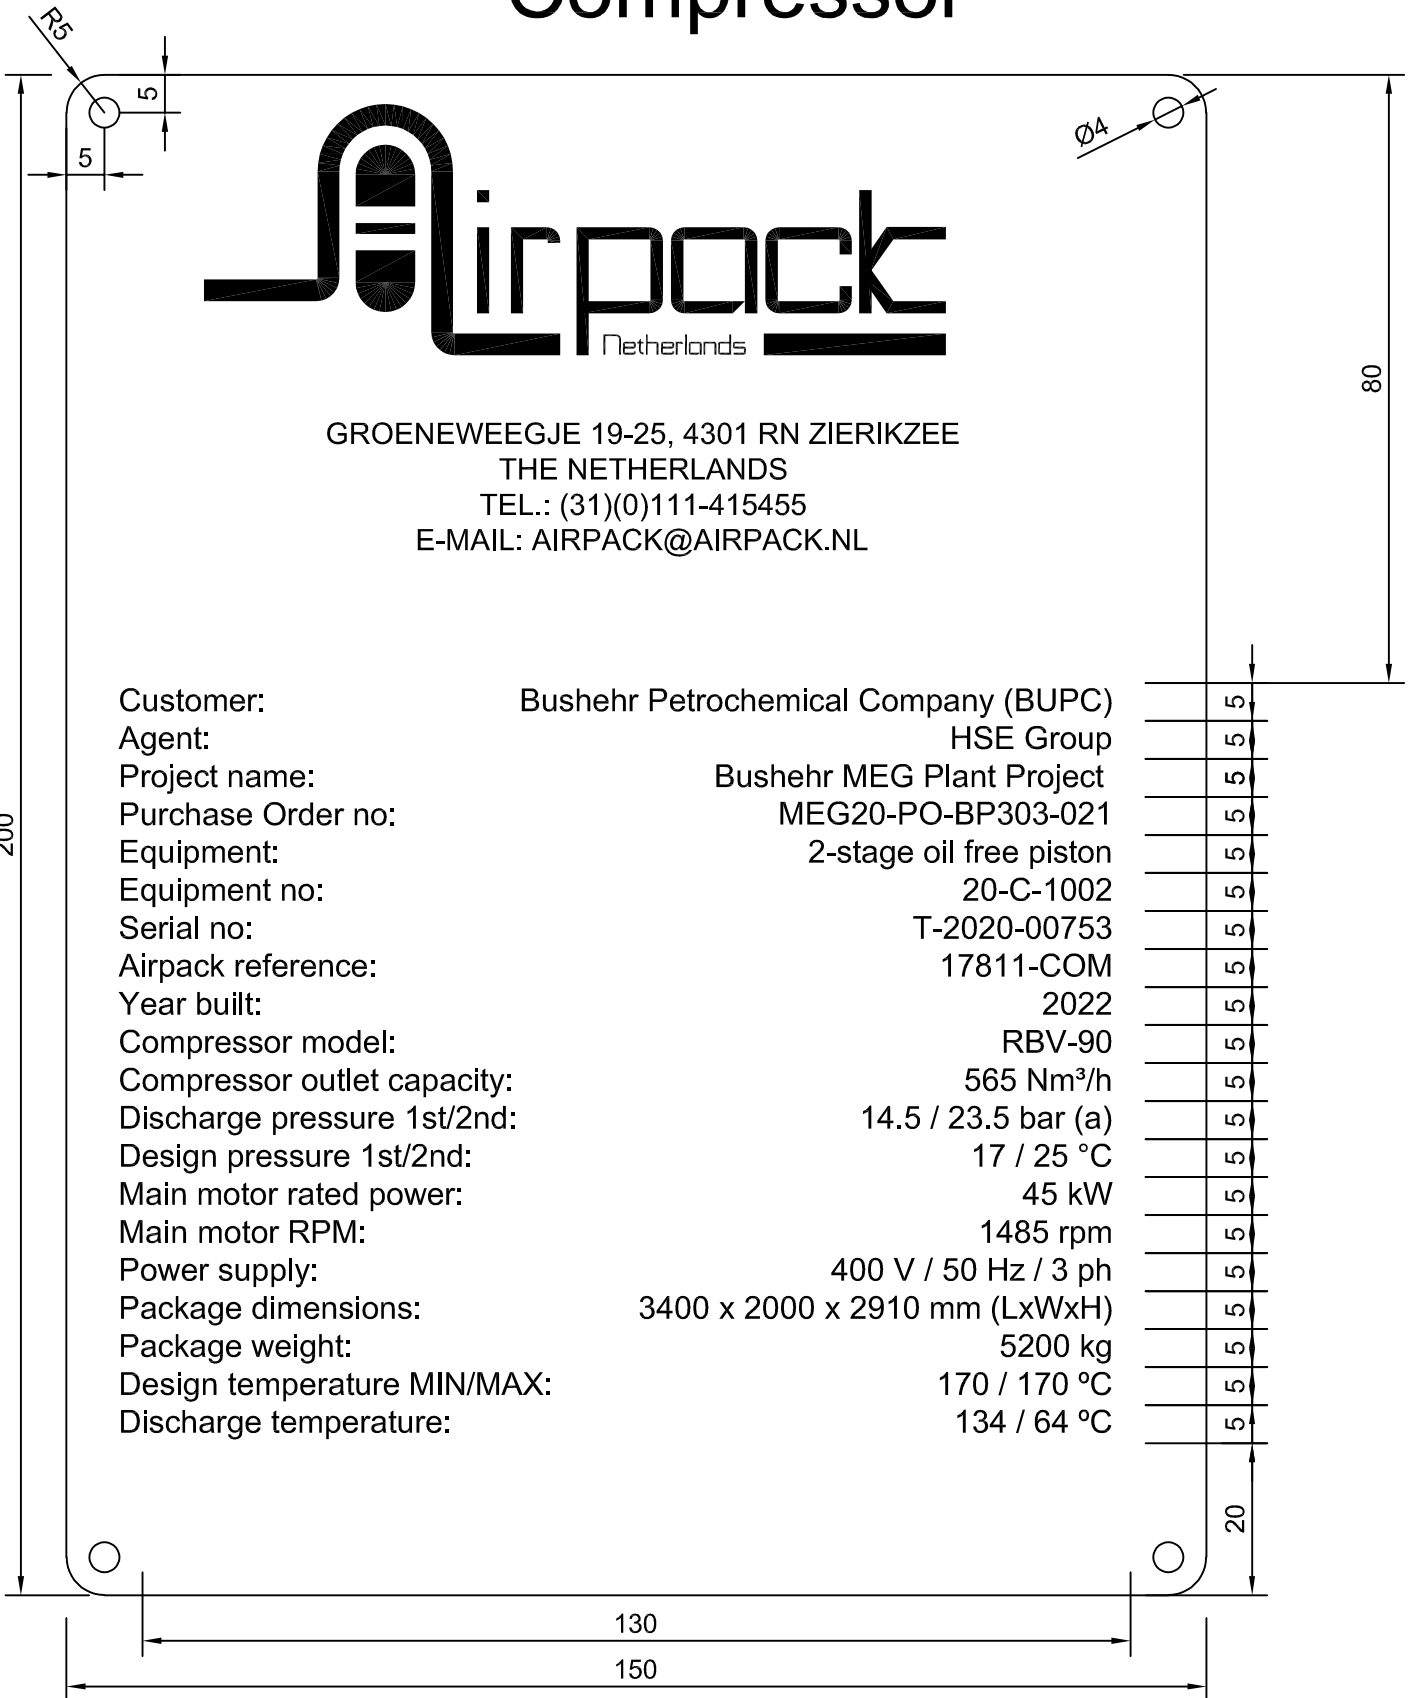 Compressor
R5
5
5
Ø4
Airpack
Netherlands
80
GROENEWEEGJE 19-25, 4301 RN ZIERIKZEE
THE NETHERLANDS
TEL.: (31)(0)111-415455
E-MAIL: AIRPACK@AIRPACK.NL
200
Customer: Bushehr Petrochemical Company (BUPC) 5
Agent: HSE Group 5
Project name: Bushehr MEG Plant Project 5
Purchase Order no: MEG20-PO-BP303-021 5
Equipment: 2-stage oil free piston 5
Equipment no: 20-C-1002 5
Serial no: T-2020-00753 5
Airpack reference: 17811-COM 5
Year built: 2022 5
Compressor model: RBV-90 5
Compressor outlet capacity: 565 Nm³/h 5
Discharge pressure 1st/2nd: 14.5 / 23.5 bar (a) 5
Design pressure 1st/2nd: 17 / 25 °C 5
Main motor rated power: 45 kW 5
Main motor RPM: 1485 rpm 5
Power supply: 400 V / 50 Hz / 3 ph 5
Package dimensions: 3400 x 2000 x 2910 mm (LxWxH) 5
Package weight: 5200 kg 5
Design temperature MIN/MAX: 170 / 170 ºC 5
Discharge temperature: 134 / 64 ºC 5
20
130
150